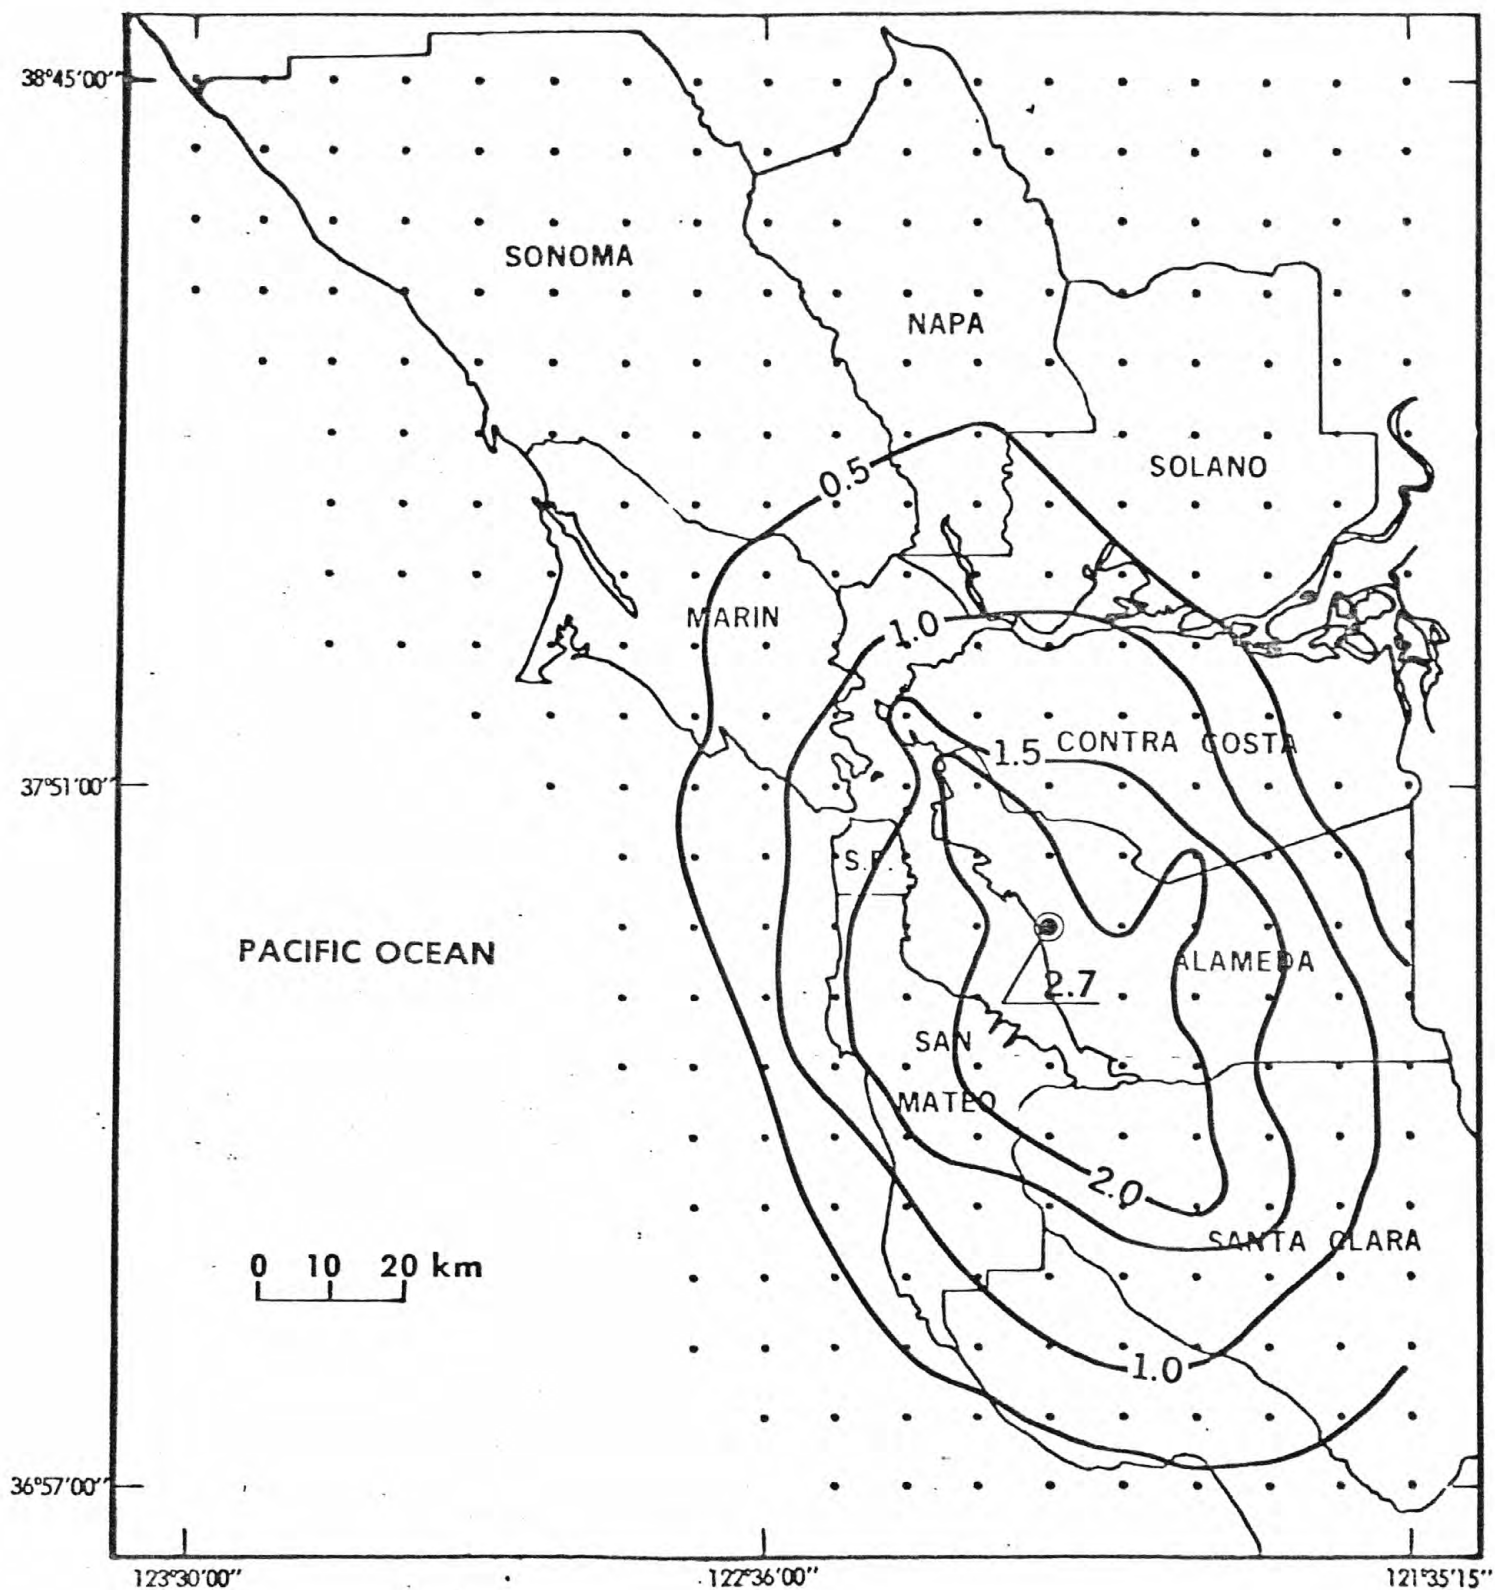 38°45'00"
SONOMA
NAPA
0.5
SOLANO
MARIN
1.0
1.5 CONTRA COSTA
37°51'00"
S.F.
PACIFIC OCEAN
ALAMEDA
2.7
SAN
MATEO
2.0
SANTA CLARA
0 10 20 km
1.0
36°57'00"
123°30'00" 122°36'00" 121°35'15"